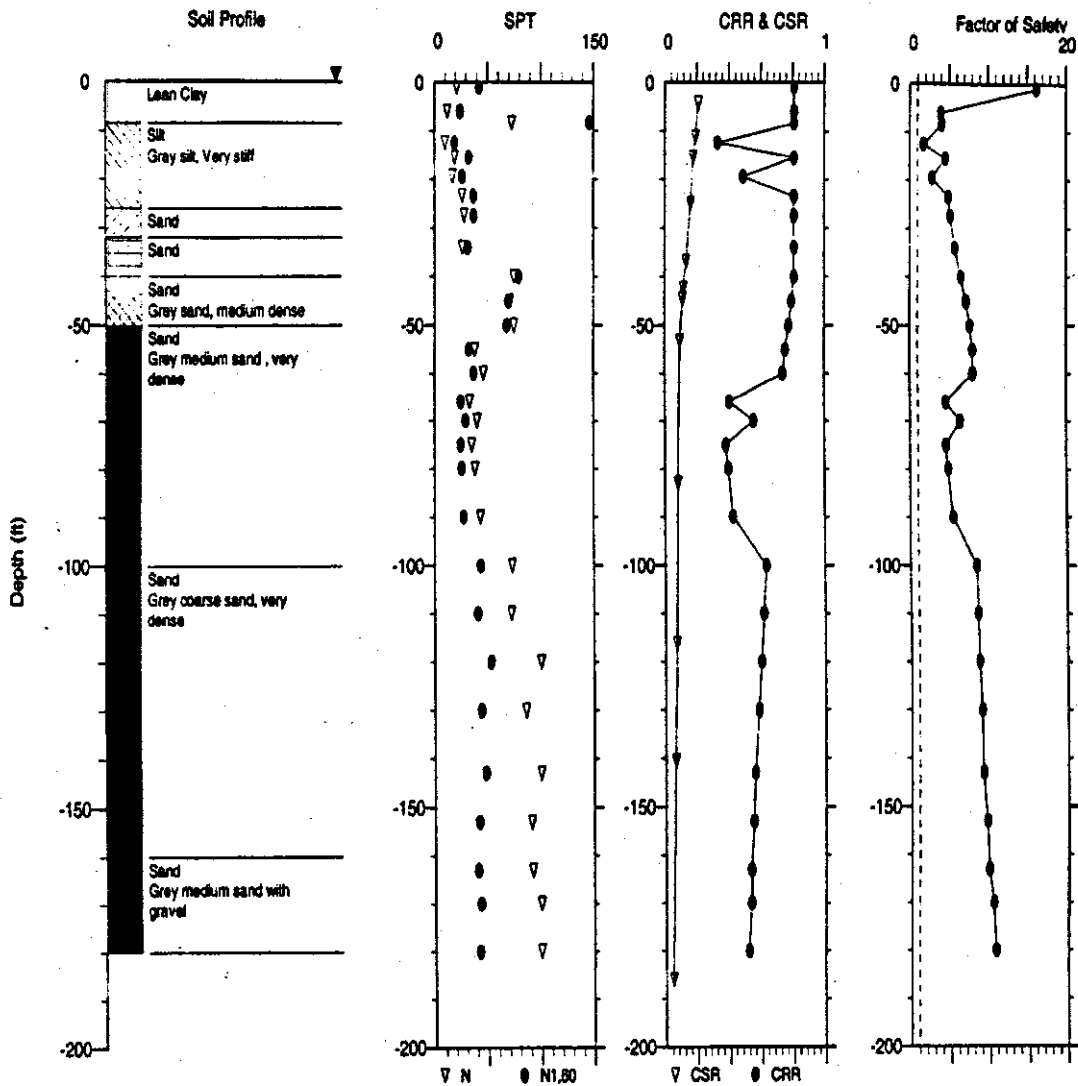 Soil Profile
SPT
CRR & CSR
Factor of Safety
0 150
0 1
0 20
0
0
0
0
Lean Clay
Silt
Gray silt, Very stiff
Sand
Sand
Sand
Grey sand, medium dense
-50
-50
-50
-50
Sand
Grey medium sand , very
dense
Depth (ft)
-100
-100
-100
-100
Sand
Grey coarse sand, very
dense
-150
-150
-150
-150
Sand
Grey medium sand with
gravel
-200
-200
-200
-200
N N1,60
CSR CRR